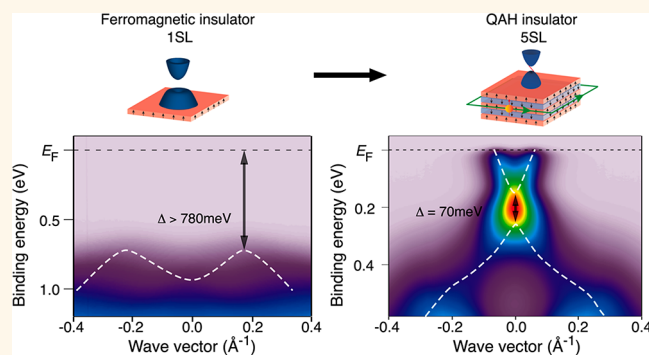 Ferromagnetic insulator
1SL
QAH insulator
5SL
E_F
0.5
1.0
Binding energy (eV)
Δ > 780meV
-0.4
-0.2
0.0
0.2
0.4
Wave vector (Å⁻¹)
E_F
0.2
0.4
Binding energy (eV)
Δ = 70meV
-0.4
-0.2
0.0
0.2
0.4
Wave vector (Å⁻¹)